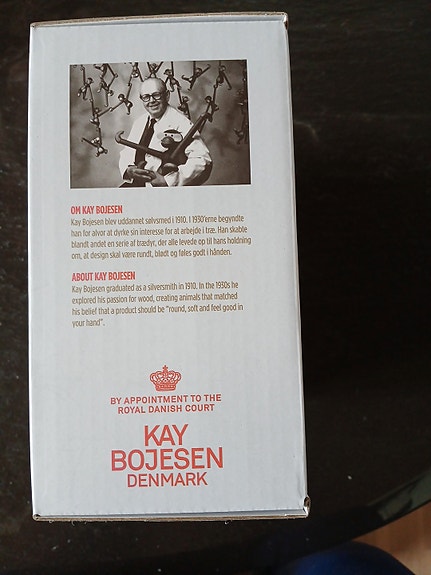 OM KAY BOJESEN
Kay Bojesen blev uddannet sølvsmed i 1910. I 1930'erne begyndte
han for alvor at dyrke sin interesse for at arbejde i træ. Han skabte
blandt andet en serie af trædyr, der alle levede op til hans holdning
om, at design skal være rundt, blødt og føles godt i hånden.
ABOUT KAY BOJESEN
Kay Bojesen graduated as a silversmith in 1910. In the 1930s he
explored his passion for wood, creating animals that matched
his belief that a product should be "round, soft and feel good in
your hand".
BY APPOINTMENT TO THE
ROYAL DANISH COURT
KAY
BOJESEN
DENMARK